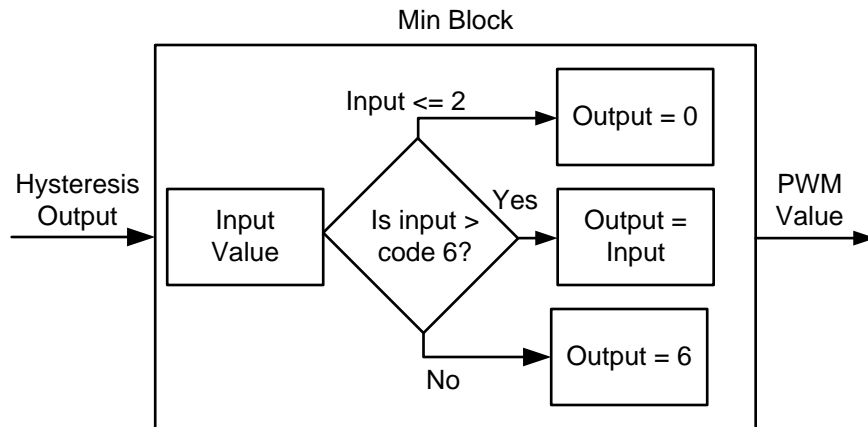 Min Block
Input <= 2
Output = 0
Hysteresis
Output
Input
Value
Is input >
code 6?
Yes
Output =
Input
PWM
Value
No
Output = 6